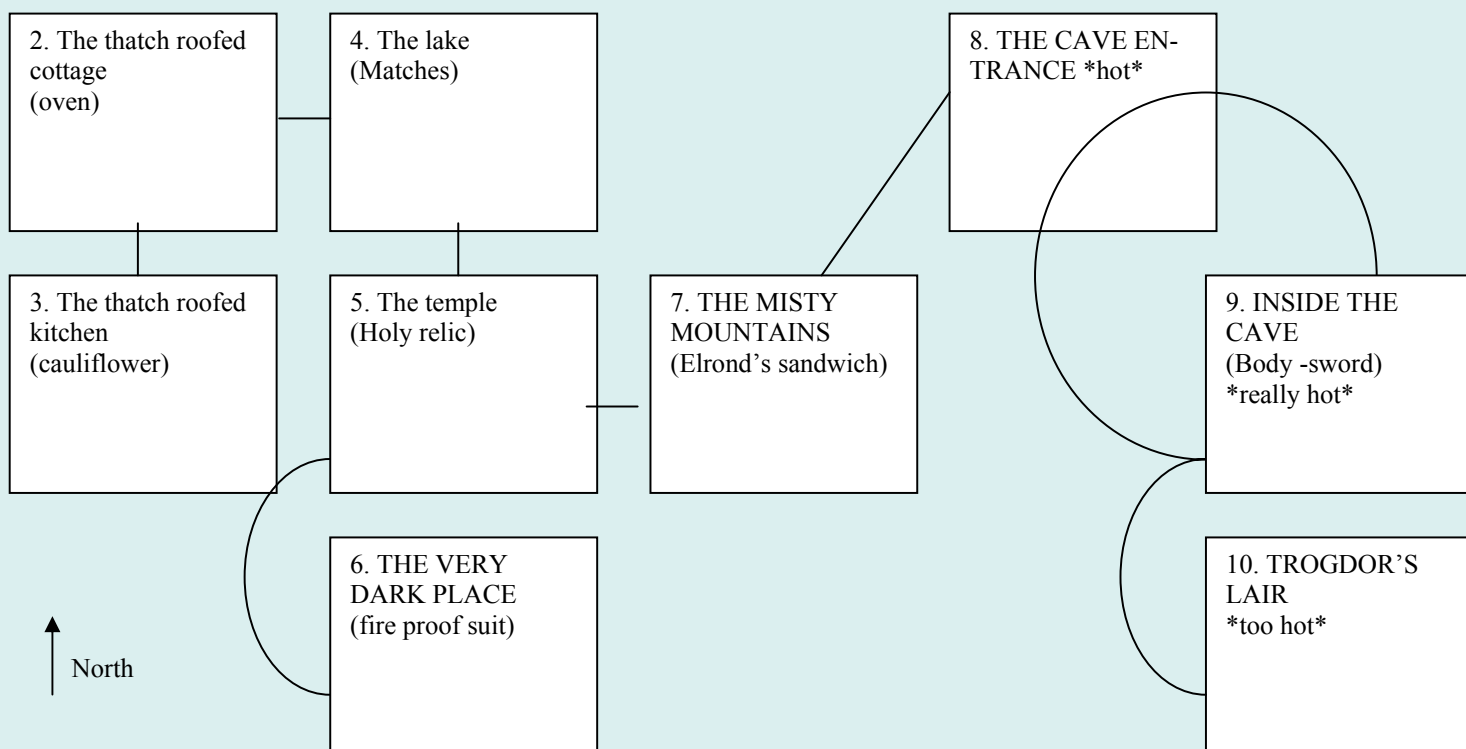 2. The thatch roofed
cottage
(oven)
4. The lake
(Matches)
8. THE CAVE EN-
TRANCE *hot*
3. The thatch roofed
kitchen
(cauliflower)
5. The temple
(Holy relic)
7. THE MISTY
MOUNTAINS
(Elrond’s sandwich)
9. INSIDE THE
CAVE
(Body -sword)
*really hot*
6. THE VERY
DARK PLACE
(fire proof suit)
10. TROGDOR’S
LAIR
*too hot*
North